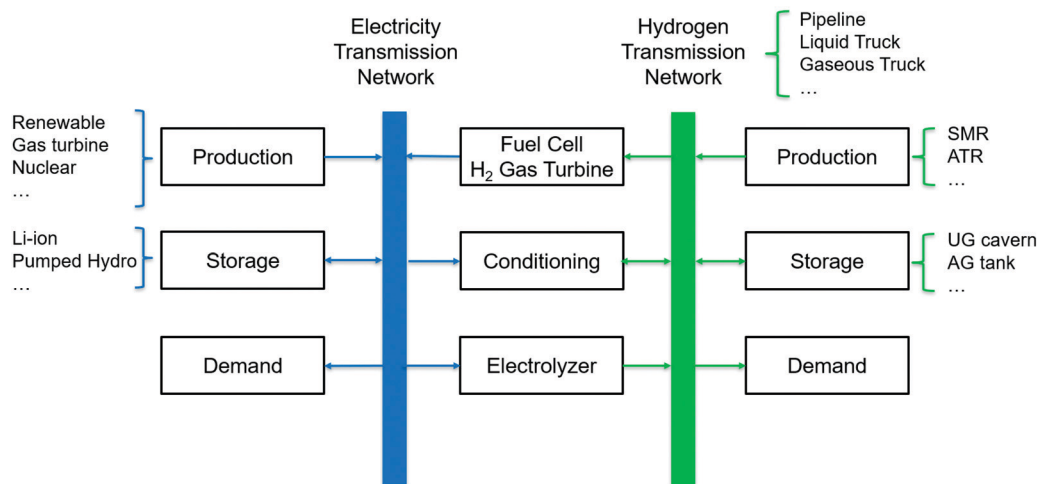 Electricity
Transmission
Network
Hydrogen
Transmission
Network
Pipeline
Liquid Truck
Gaseous Truck
…
Renewable
Gas turbine
Nuclear
…
Production
Fuel Cell
H₂ Gas Turbine
Production
SMR
ATR
…
Li-ion
Pumped Hydro
…
Storage
Conditioning
Storage
UG cavern
AG tank
…
Demand
Electrolyzer
Demand